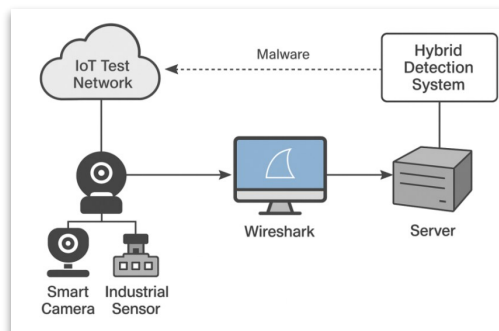 IoT Test
Network
Malware
Hybrid
Detection
System
Wireshark
Server
Smart
Camera
Industrial
Sensor